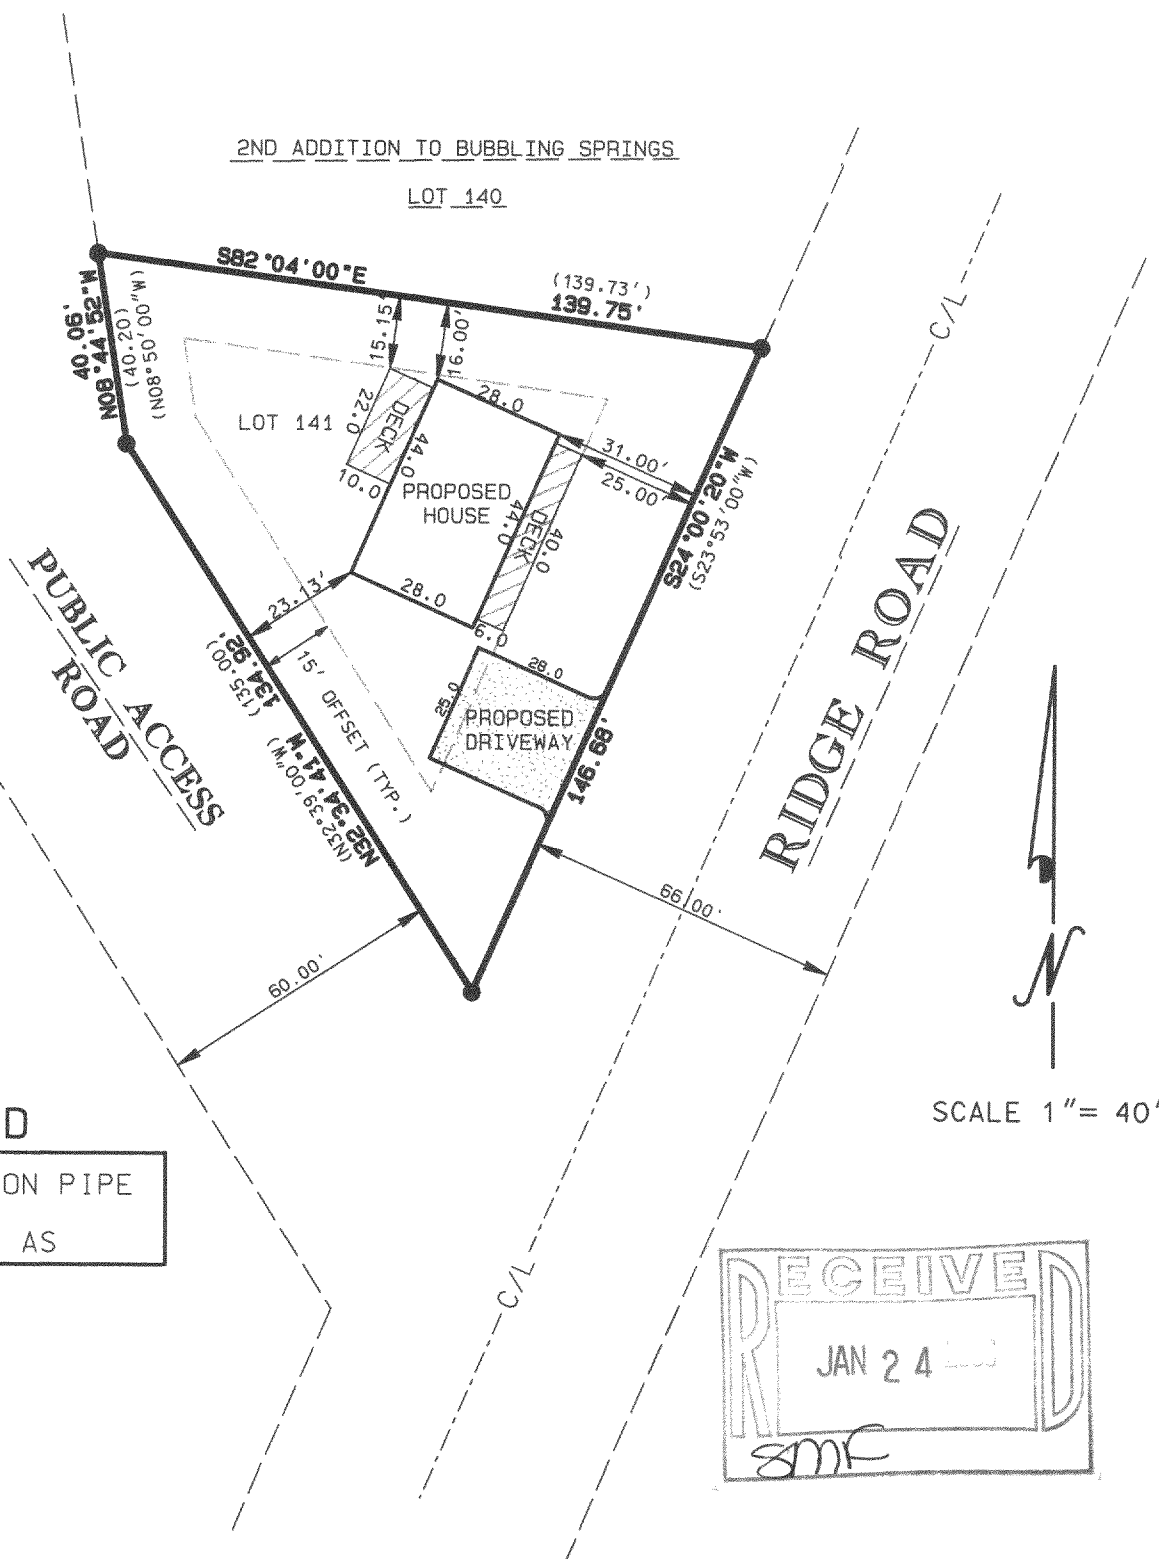 2ND ADDITION TO BUBBLING SPRINGS
LOT 140
S82°04'00"E
(139.73')
139.75'
40.06'
N08°44'52"W
(40.20)
(N08°50'00"W)
15.15'
16.00'
C/L
LOT 141
22.0
DECK
10.0
44.0
28.0
PROPOSED
HOUSE
31.00'
25.00'
S24°00'20"W
(S23°53'00"W)
44.0
DECK
40.0
28.0
6.0
23.13'
134.92'
(135.00)
15' OFFSET (TYP.)
N32°34'41"W
(N32°39'00"W)
28.0
25.0
PROPOSED
DRIVEWAY
146.68'
PUBLIC ACCESS
ROAD
RIDGE ROAD
66.00'
60.00'
N
SCALE 1"= 40'
D
ON PIPE
AS
C/L
RECEIVED
JAN 24
SMK